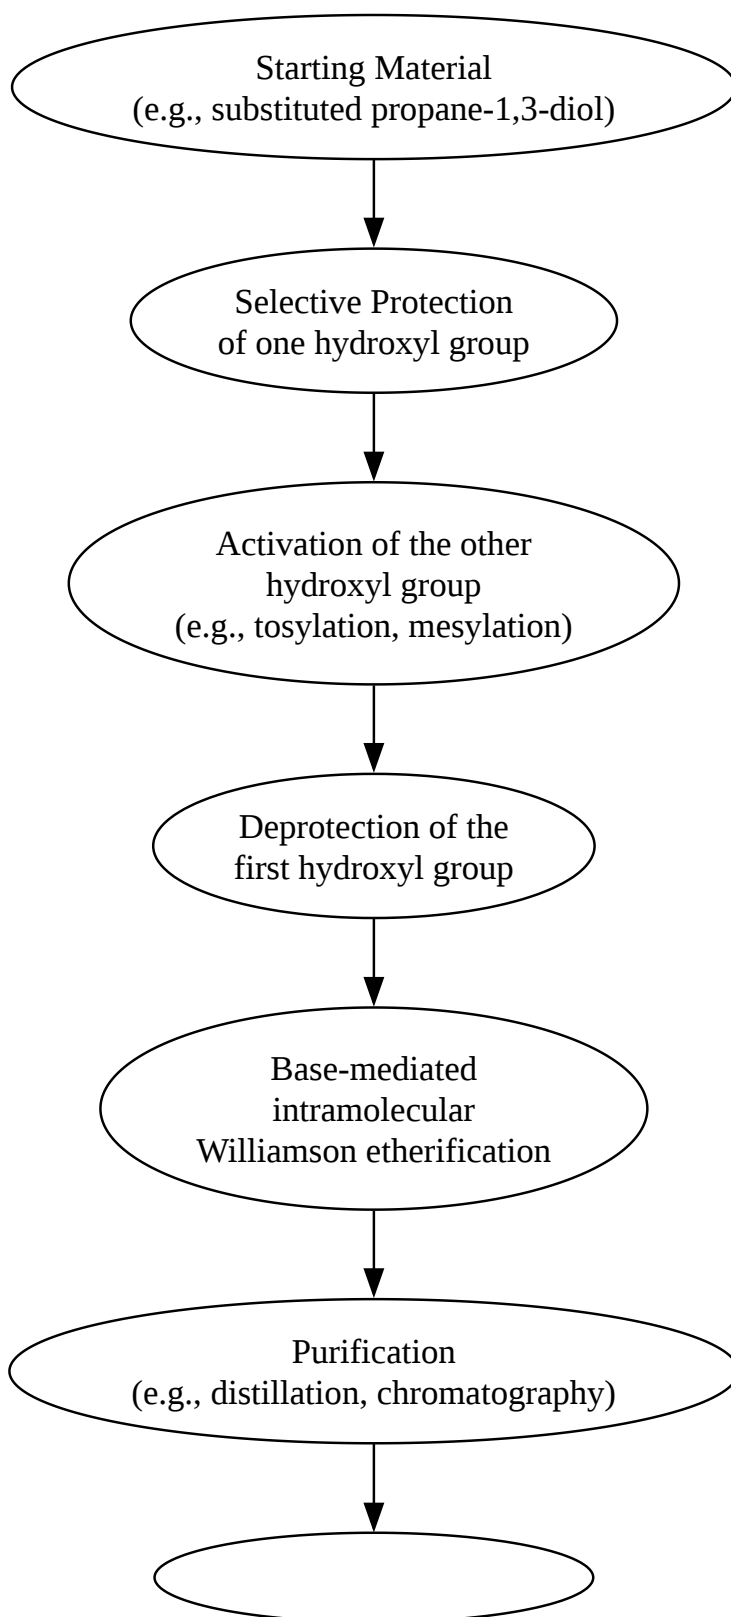 Starting Material
(e.g., substituted propane-1,3-diol)
Selective Protection
of one hydroxyl group
Activation of the other
hydroxyl group
(e.g., tosylation, mesylation)
Deprotection of the
first hydroxyl group
Base-mediated
intramolecular
Williamson etherification
Purification
(e.g., distillation, chromatography)